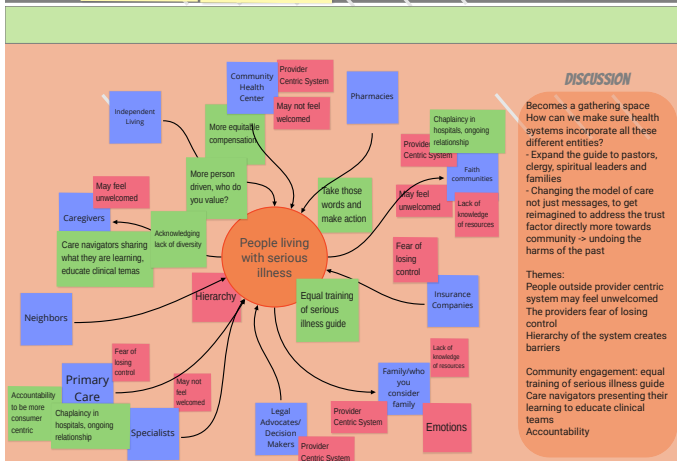 Community
Health
Center
Provider
Centric System
May not feel
welcomed
Pharmacies
Independent
Living
More equitable
compensation
Chaplaincy in
hospitals, ongoing
relationship
Provider
Centric System
Faith
communities
May feel
unwelcomed
Lack of
knowledge
of resources
More person
driven, who do
you value?
Take those
words and
make action
May feel
unwelcomed
Caregivers
Acknowledging
lack of diversity
Care navigators sharing
what they are learning,
educate clinical temas
People living
with serious
illness
Fear of
losing
control
Hierarchy
Equal training
of serious
illness guide
Insurance
Companies
Neighbors
Primary
Care
Fear of
losing
control
May not
feel
welcomed
Accountability
to be more
consumer
centric
Chaplaincy in
hospitals, ongoing
relationship
Specialists
Legal
Advocates/
Decision
Makers
Provider
Centric System
Family/who
you
consider
family
Lack of
knowledge
of resources
Provider
Centric System
Emotions
DISCUSSION
Becomes a gathering space
How can we make sure health
systems incorporate all these
different entities?
- Expand the guide to pastors,
clergy, spiritual leaders and
families
- Changing the model of care
not just messages, to get
reimagined to address the trust
factor directly more towards
community -> undoing the
harms of the past
Themes:
People outside provider centric
system may feel unwelcomed
The providers fear of losing
control
Hierarchy of the system creates
barriers
Community engagement: equal
training of serious illness guide
Care navigators presenting their
learning to educate clinical
teams
Accountability